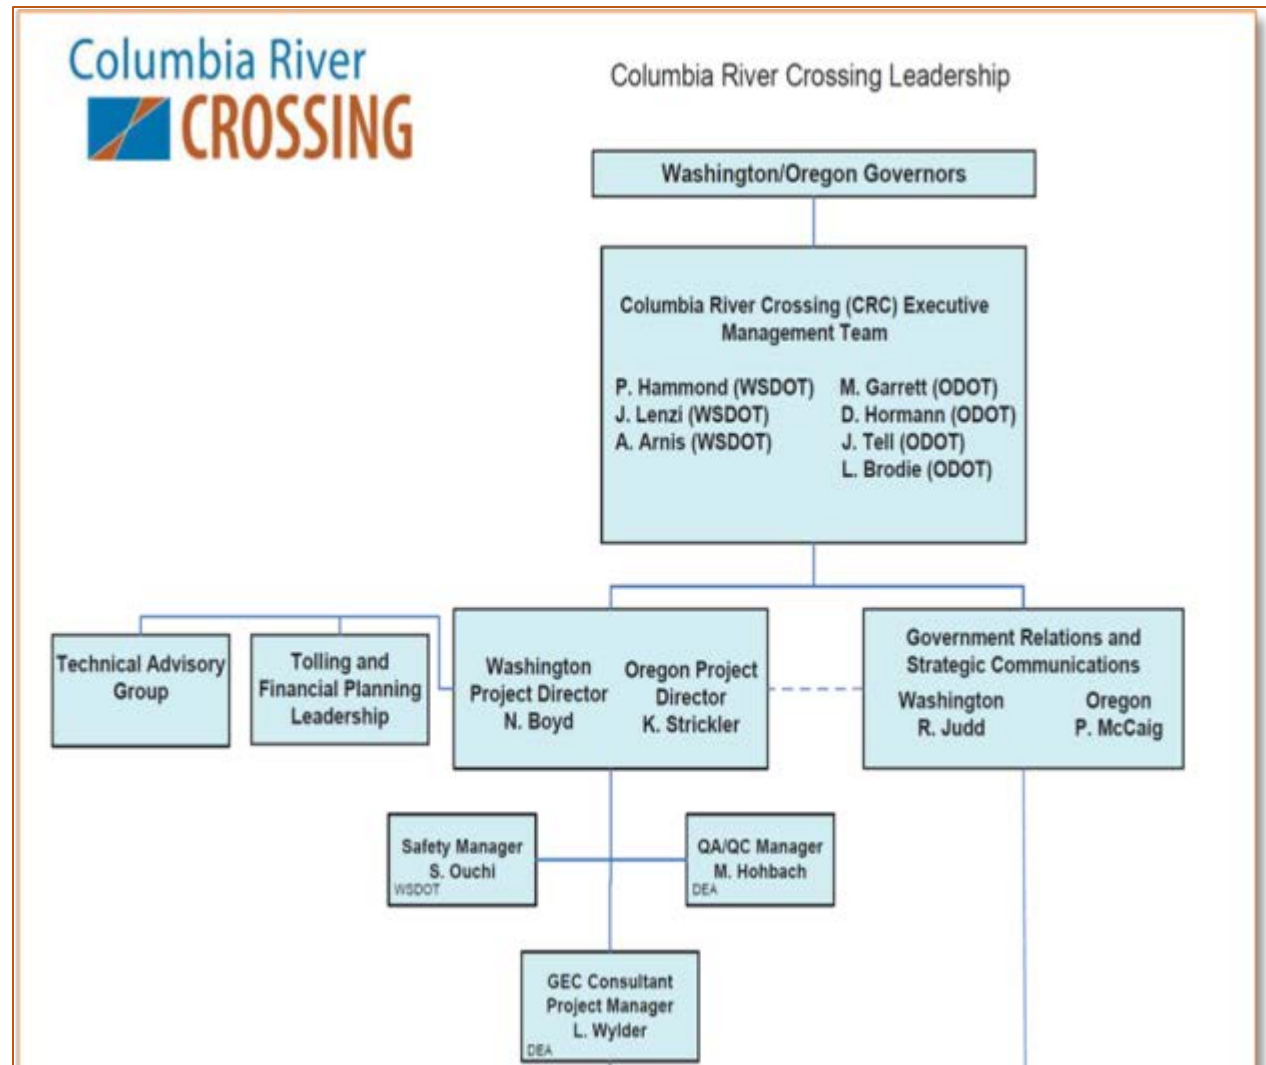 Columbia River
CROSSING
Columbia River Crossing Leadership
Washington/Oregon Governors
Columbia River Crossing (CRC) Executive
Management Team
P. Hammond (WSDOT)
J. Lenzi (WSDOT)
A. Arnis (WSDOT)
M. Garrett (ODOT)
D. Hormann (ODOT)
J. Tell (ODOT)
L. Brodie (ODOT)
Technical Advisory
Group
Tolling and
Financial Planning
Leadership
Washington
Project Director
N. Boyd
Oregon Project
Director
K. Strickler
Government Relations and
Strategic Communications
Washington
R. Judd
Oregon
P. McCaig
Safety Manager
S. Ouchi
WSDOT
QA/QC Manager
M. Hohbach
DEA
GEC Consultant
Project Manager
L. Wylder
DEA